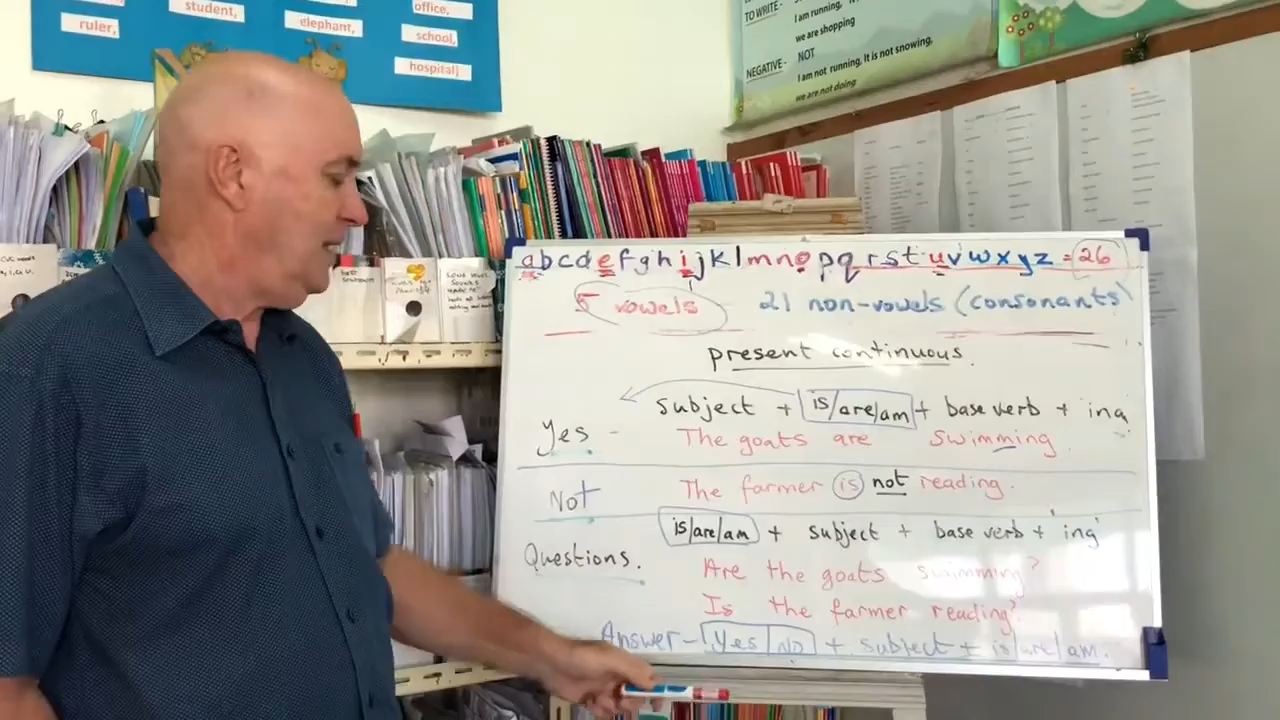 student,
office,
ruler,
elephant,
school,
hospital
TO WRITE -
I am running,
we are shopping
NEGATIVE -
NOT
I am not running, It is not snowing,
we are not doing
abcdefghijklmnopqrstuvwxyz = 26
5 vowels 21 non-vowels (consonants)
present continuous.
subject + is/are/am + base verb + ing
Yes - The goats are swimming
Not The farmer is not reading.
is/are/am + subject + base verb + 'ing'
Questions. Are the goats swimming?
Is the farmer reading?
Answer - Yes/No + subject + is/are/am.